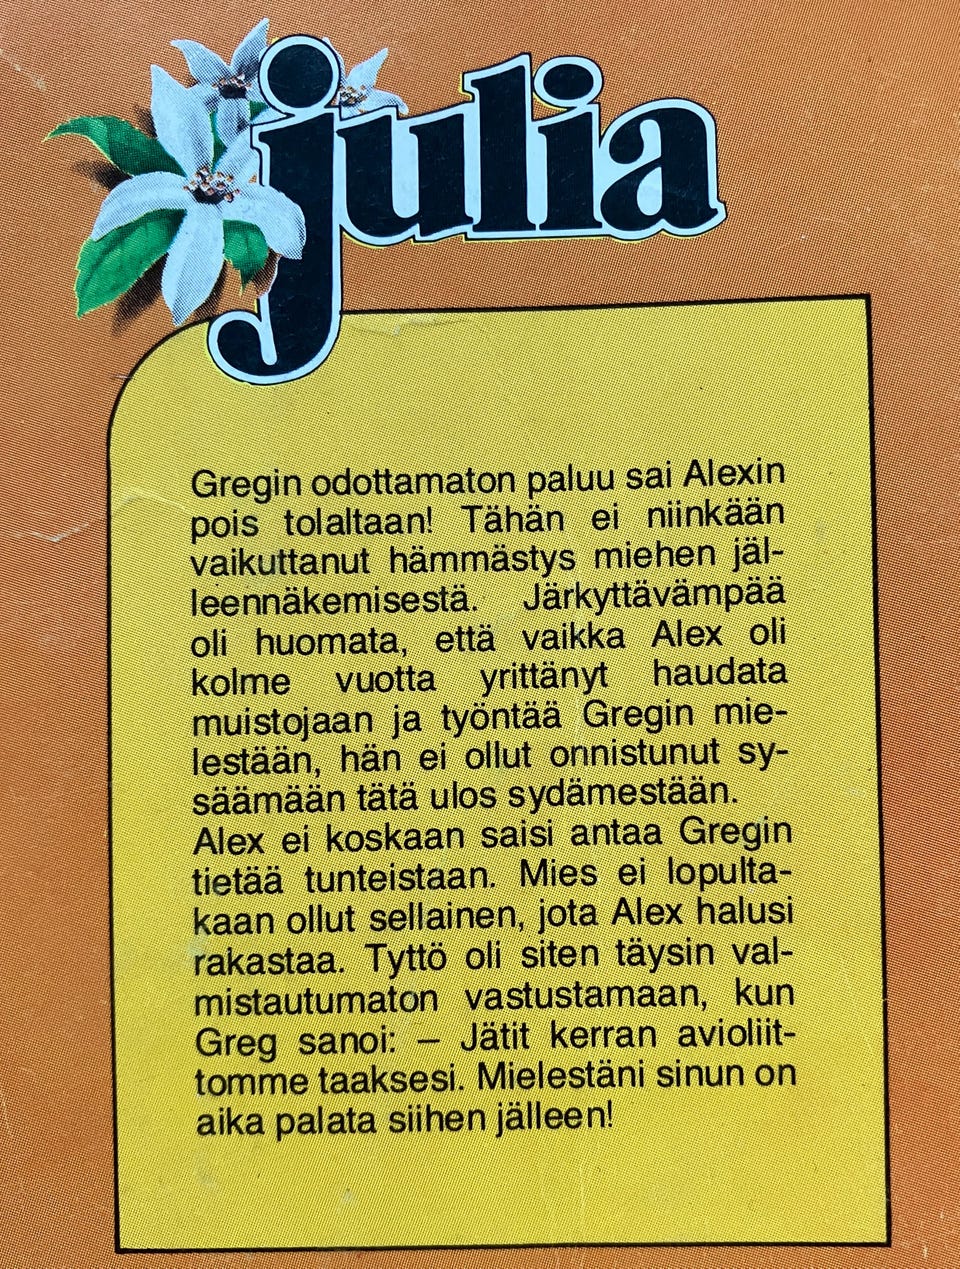 julia
Gregin odottamaton paluu sai Alexin
pois tolaltaan! Tähän ei niinkään
vaikuttanut hämmästys miehen jäl-
leennäkemisestä. Järkyttävämpää
oli huomata, että vaikka Alex oli
kolme vuotta yrittänyt haudata
muistojaan ja työntää Gregin mie-
lestään, hän ei ollut onnistunut sy-
säämään tätä ulos sydämestään.
Alex ei koskaan saisi antaa Gregin
tietää tunteistaan. Mies ei lopulta-
kaan ollut sellainen, jota Alex halusi
rakastaa. Tyttö oli siten täysin val-
mistautumaton vastustamaan, kun
Greg sanoi: – Jätit kerran avioliit-
tomme taaksesi. Mielestäni sinun on
aika palata siihen jälleen!